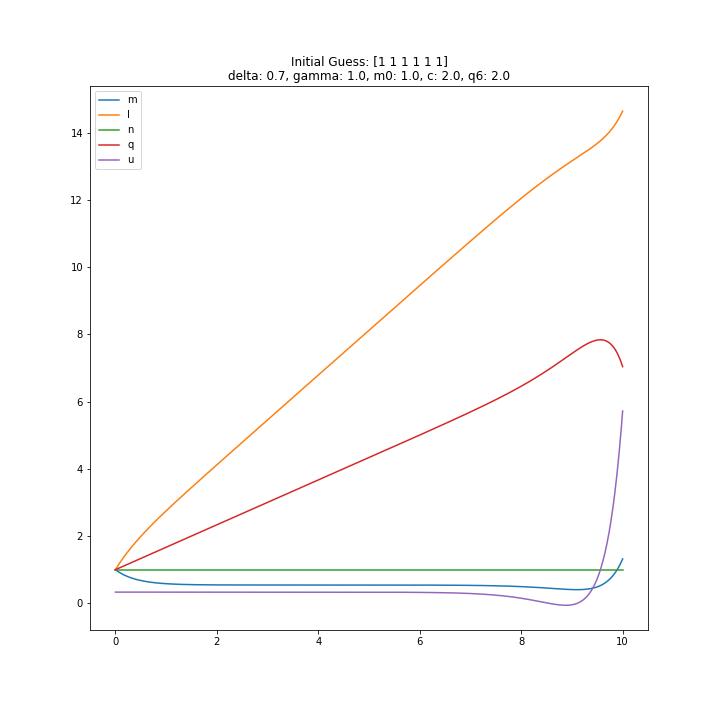 Initial Guess: [1 1 1 1 1 1]
delta: 0.7, gamma: 1.0, m0: 1.0, c: 2.0, q6: 2.0
m
l
n
q
u
14
12
10
8
6
4
2
0
0 2 4 6 8 10